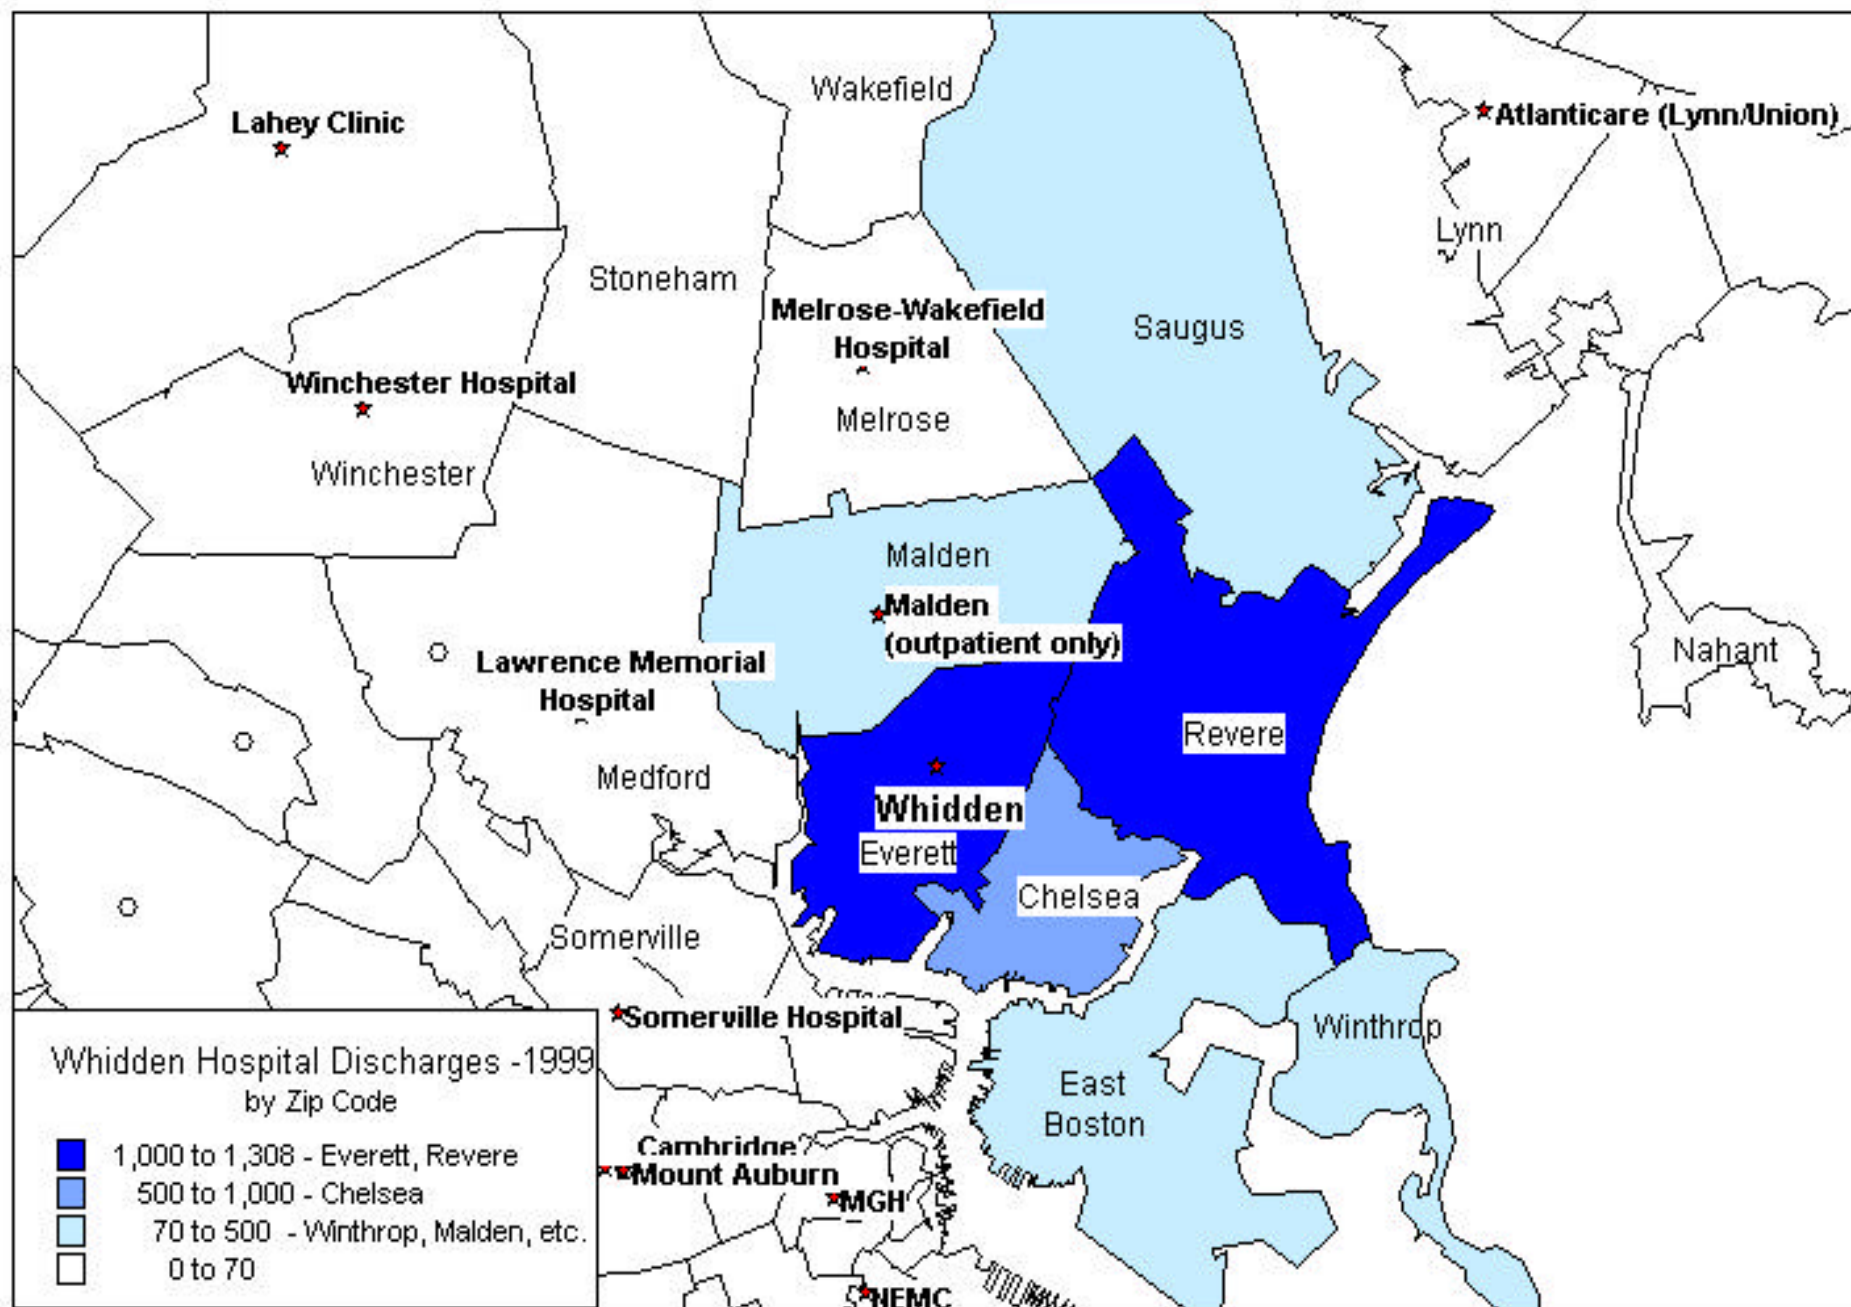 Wakefield
Lahey Clinic
Atlanticare (Lynn/Union)
Lynn
Stoneham
Melrose-Wakefield
Hospital
Saugus
Winchester Hospital
Melrose
Winchester
Malden
Malden
(outpatient only)
Lawrence Memorial
Hospital
Nahant
Revere
Medford
Whidden
Everett
Chelsea
Somerville
Somerville Hospital
Winthrop
East
Boston
Cambridge
Mount Auburn
MGH
NEMC
Whidden Hospital Discharges -1999
by Zip Code
1,000 to 1,308 - Everett, Revere
500 to 1,000 - Chelsea
70 to 500 - Winthrop, Malden, etc.
0 to 70